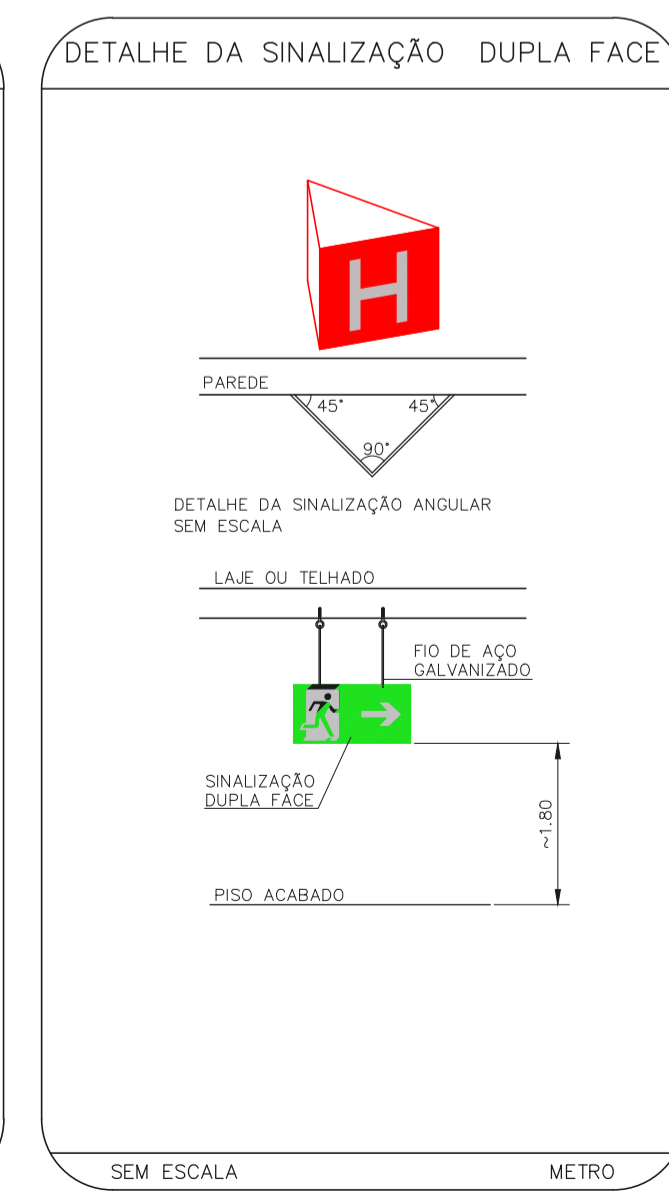 DETALHE DA SINALIZAÇÃO DUPLA FACE
H
PAREDE
45°
45°
90°
DETALHE DA SINALIZAÇÃO ANGULAR
SEM ESCALA
LAJE OU TELHADO
FIO DE AÇO
GALVANIZADO
SINALIZAÇÃO
DUPLA FACE
~1.80
PISO ACABADO
SEM ESCALA
METRO